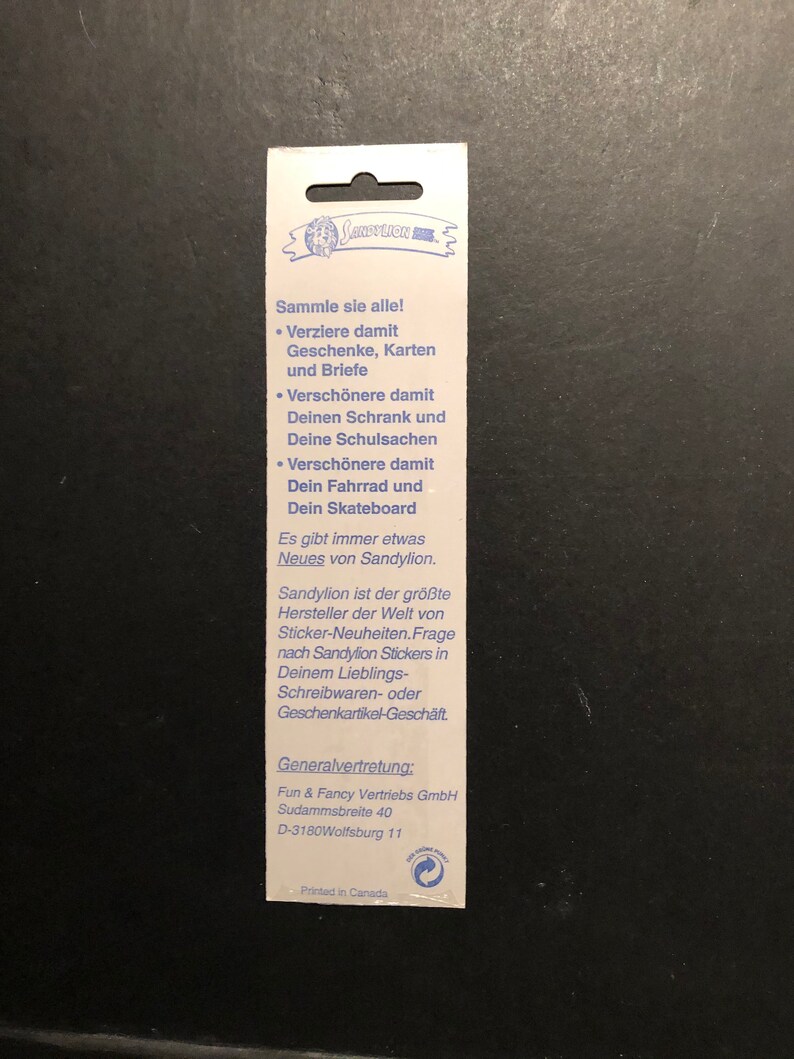 SANDYLION
Sammle sie alle!
• Verziere damit
Geschenke, Karten
und Briefe
• Verschönere damit
Deinen Schrank und
Deine Schulsachen
• Verschönere damit
Dein Fahrrad und
Dein Skateboard
Es gibt immer etwas
Neues von Sandylion.
Sandylion ist der größte
Hersteller der Welt von
Sticker-Neuheiten.Frage
nach Sandylion Stickers in
Deinem Lieblings-
Schreibwaren- oder
Geschenkartikel-Geschäft.
Generalvertretung:
Fun & Fancy Vertriebs GmbH
Sudammsbreite 40
D-3180Wolfsburg 11
DER GRÜNE PUNKT
Printed in Canada